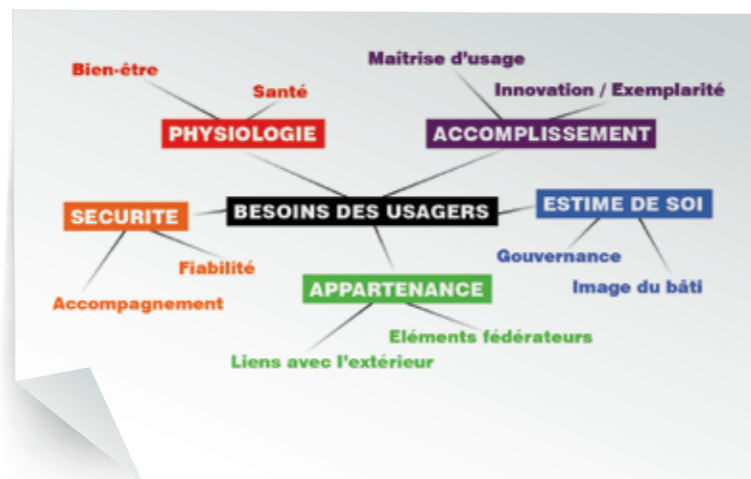 Maîtrise d'usage
Bien-être
Santé
Innovation / Exemplarité
PHYSIOLOGIE
ACCOMPLISSEMENT
SECURITE
BESOINS DES USAGERS
ESTIME DE SOI
Fiabilité
Gouvernance
Accompagnement
APPARTENANCE
Image du bâti
Eléments fédérateurs
Liens avec l'extérieur